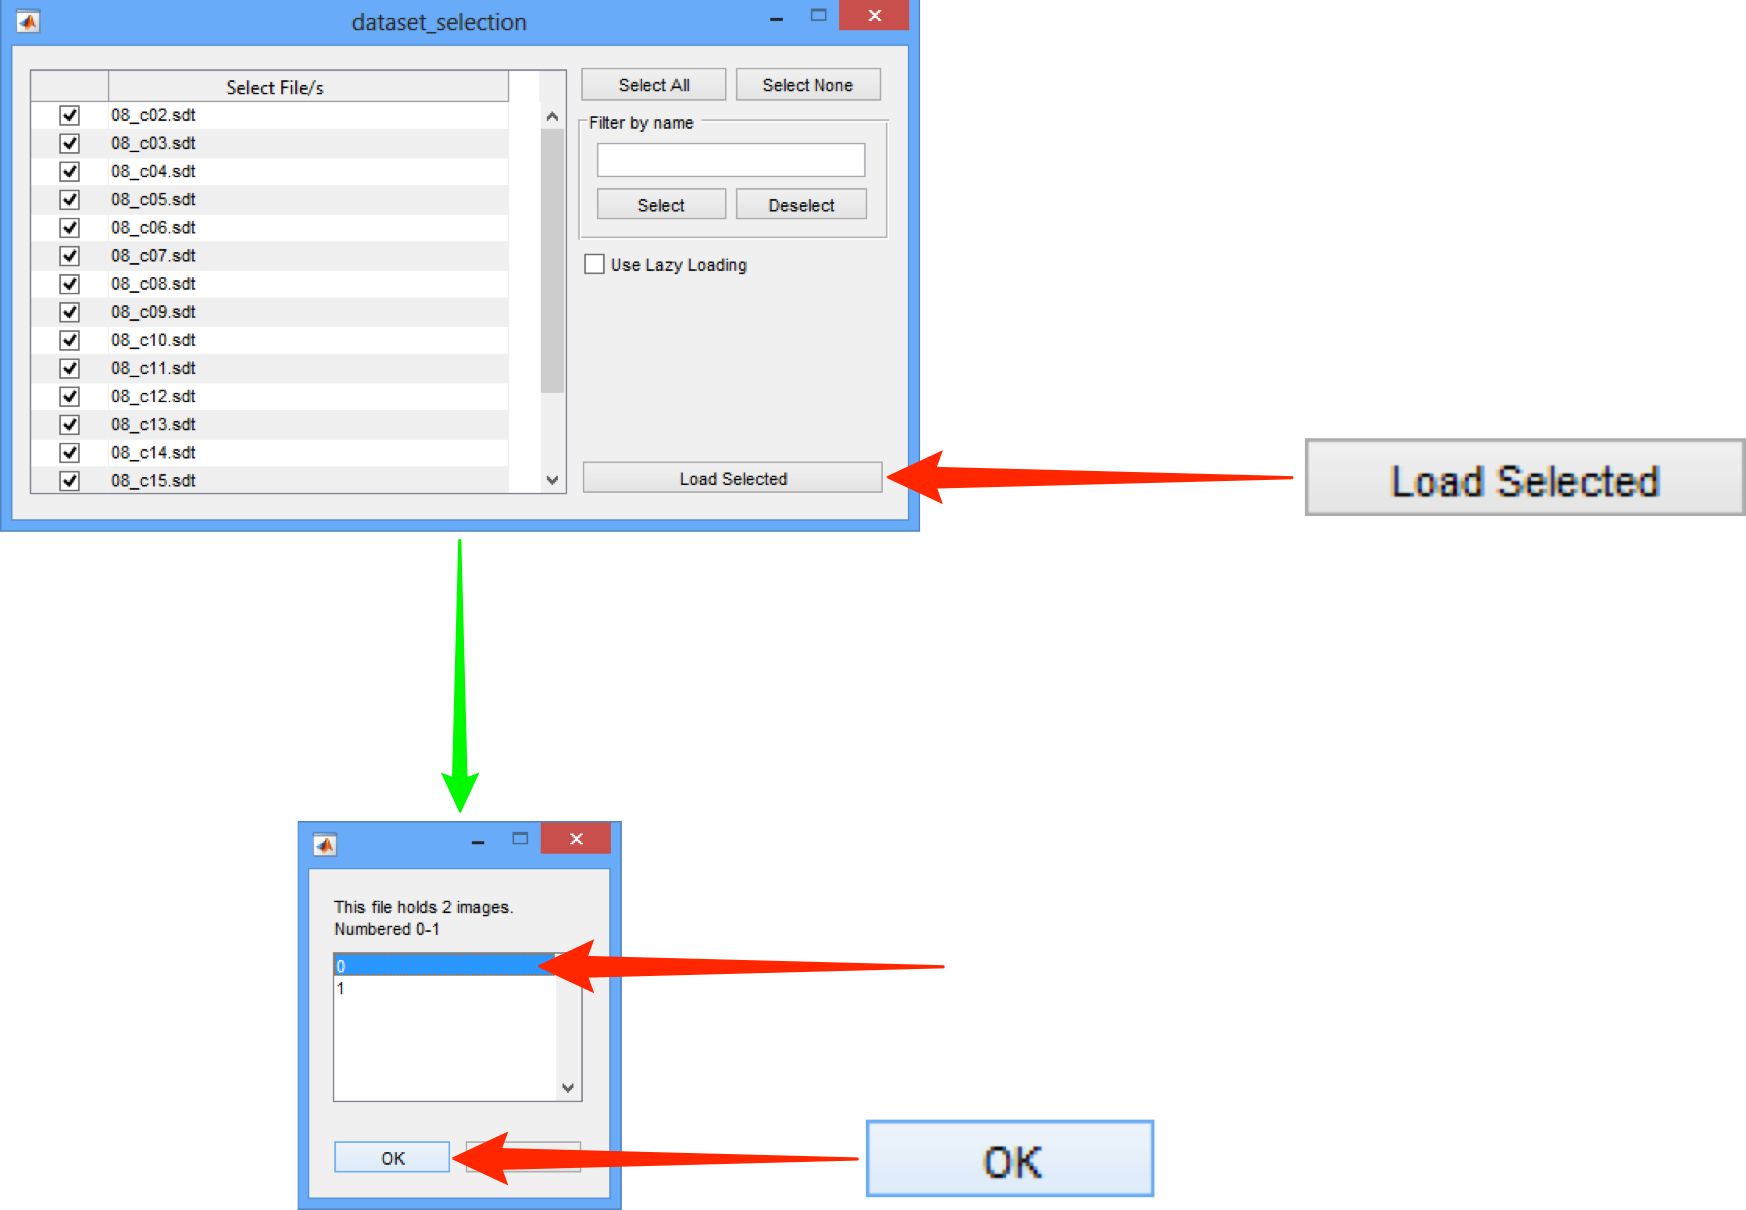 dataset_selection
Select File/s
08_c02.sdt
08_c03.sdt
08_c04.sdt
08_c05.sdt
08_c06.sdt
08_c07.sdt
08_c08.sdt
08_c09.sdt
08_c10.sdt
08_c11.sdt
08_c12.sdt
08_c13.sdt
08_c14.sdt
08_c15.sdt
Select All Select None
Filter by name
Select Deselect
Use Lazy Loading
Load Selected
Load Selected
This file holds 2 images.
Numbered 0-1
0
1
OK
OK